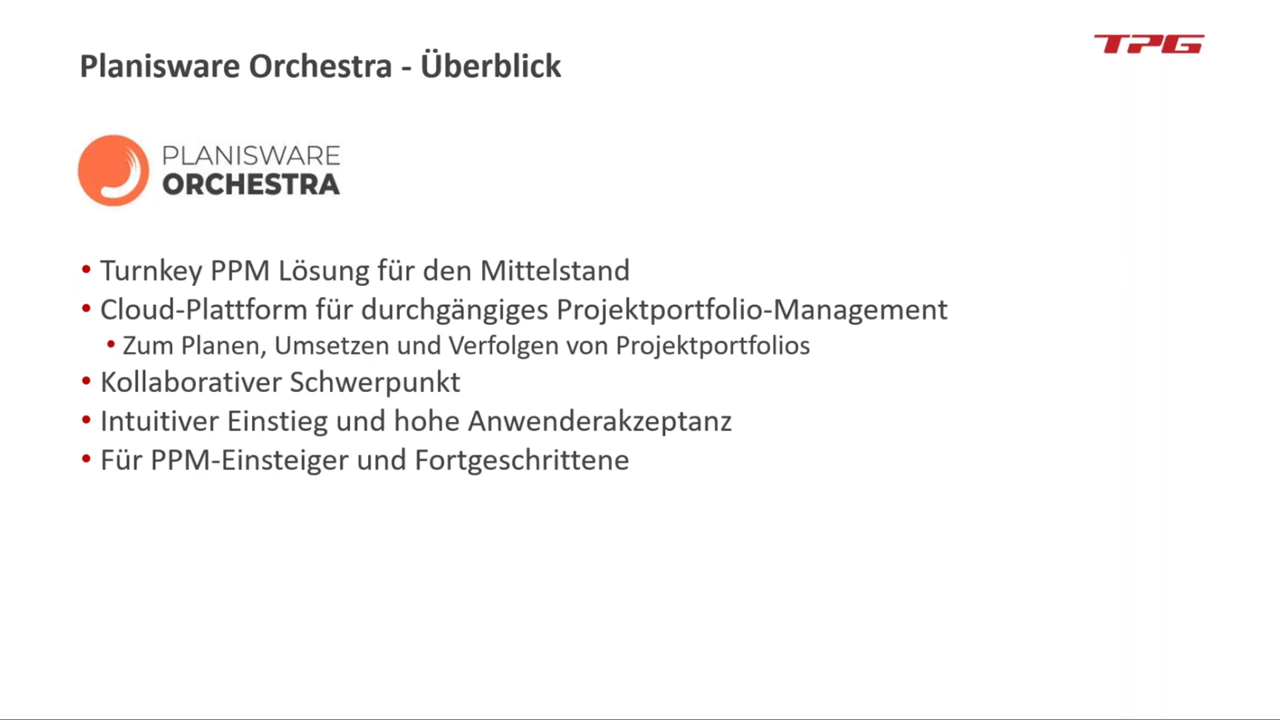 Planisware Orchestra - Überblick
TPG
PLANISWARE
ORCHESTRA
• Turnkey PPM Lösung für den Mittelstand
• Cloud-Plattform für durchgängiges Projektportfolio-Management
• Zum Planen, Umsetzen und Verfolgen von Projektportfolios
• Kollaborativer Schwerpunkt
• Intuitiver Einstieg und hohe Anwenderakzeptanz
• Für PPM-Einsteiger und Fortgeschrittene